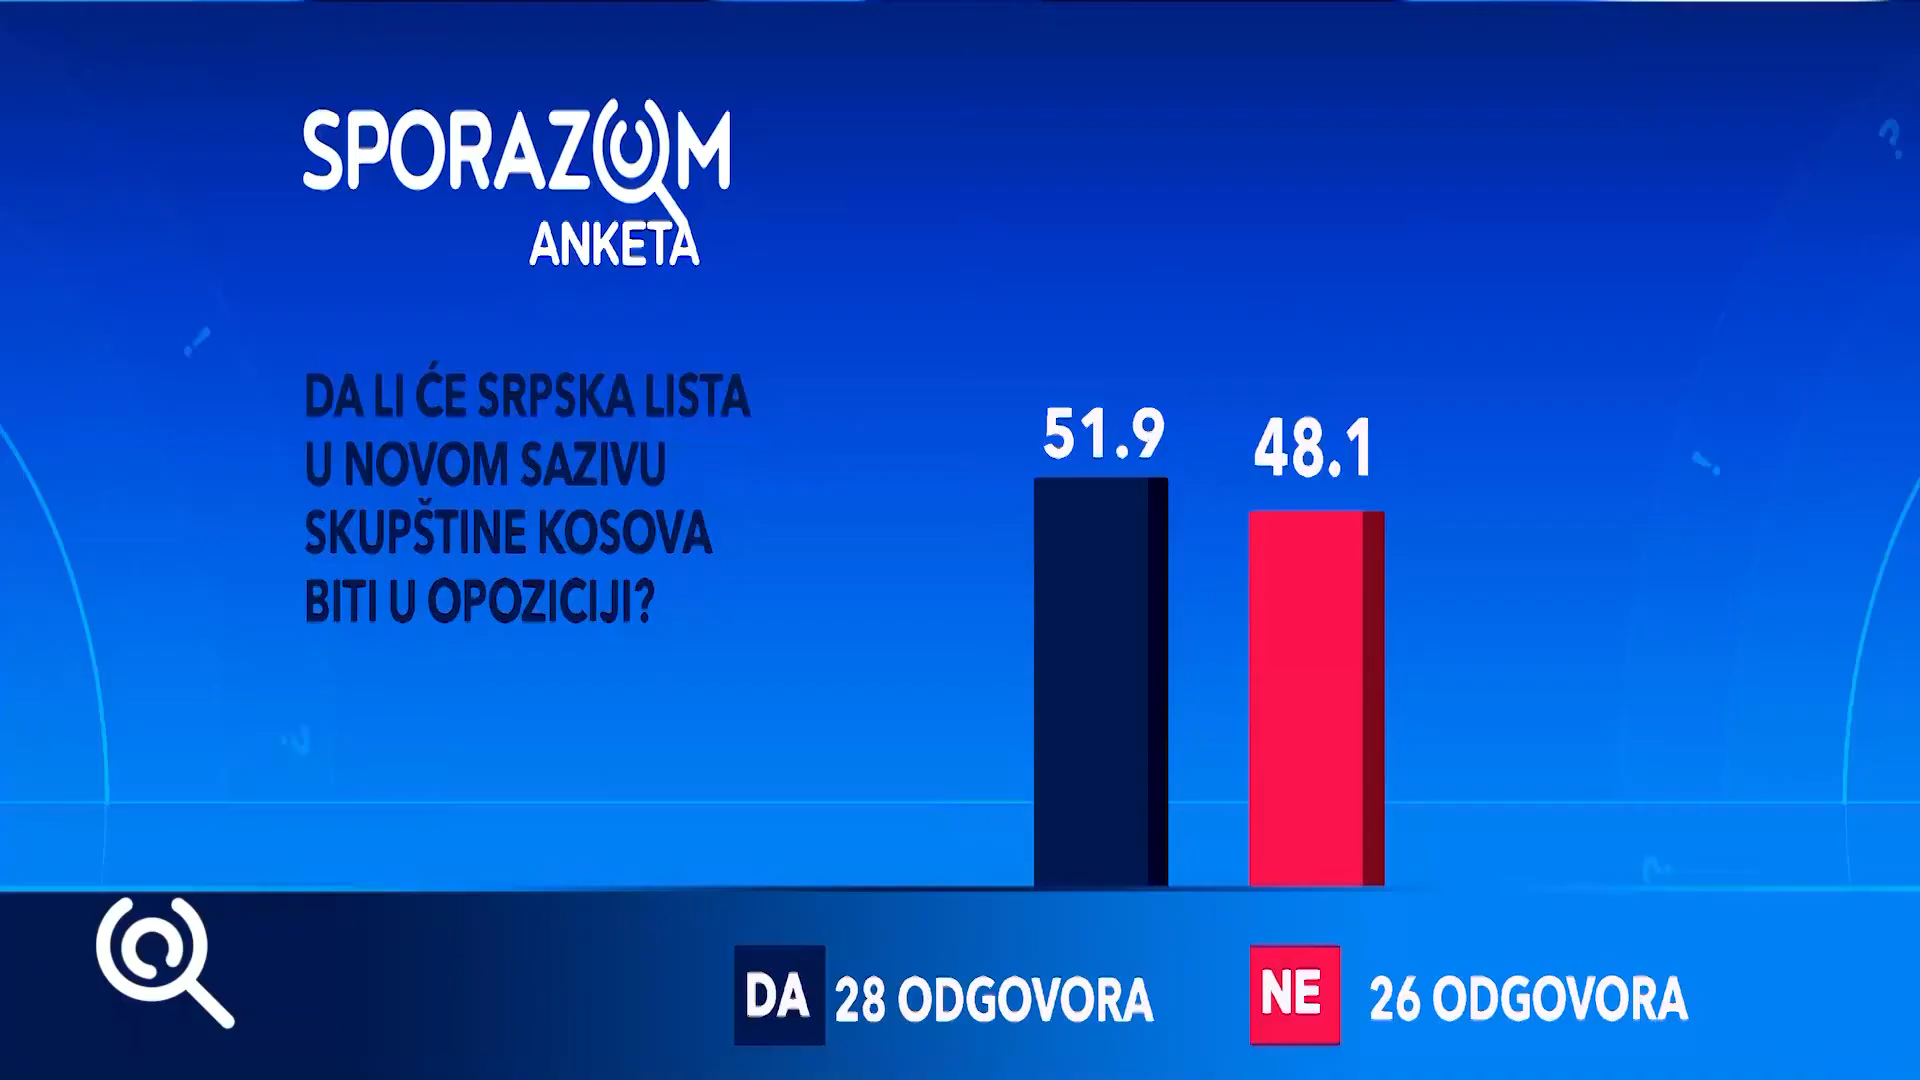 SPORAZUM
ANKETA
DA LI ĆE SRPSKA LISTA
U NOVOM SAZIVU
SKUPŠTINE KOSOVA
BITI U OPOZICIJI?
51.9
48.1
DA 28 ODGOVORA
NE 26 ODGOVORA